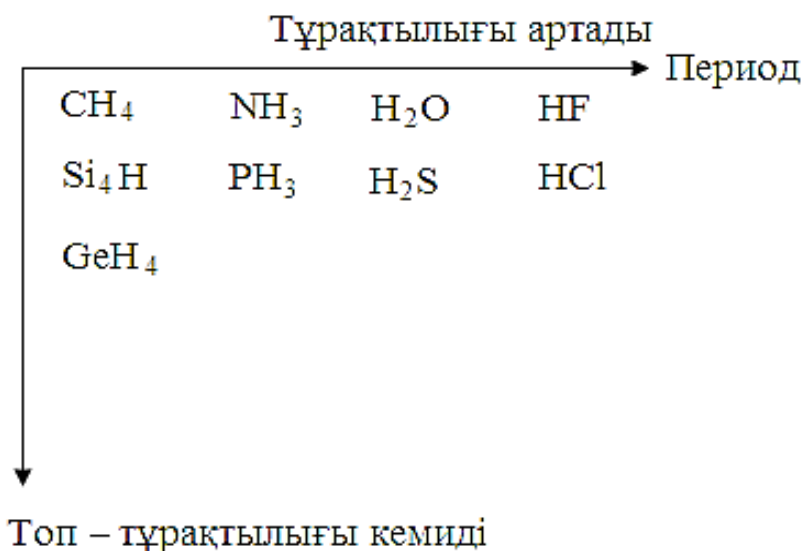 Тұрақтылығы артады
Период
CH₄ NH₃ H₂O HF
Si₄H PH₃ H₂S HCl
GeH₄
Топ – тұрақтылығы кемиді